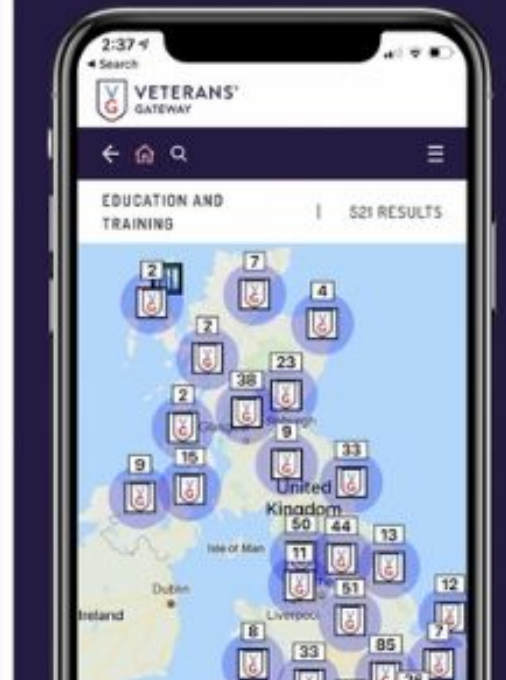 2:37
◀ Search
VETERANS'
GATEWAY
EDUCATION AND
TRAINING
| 521 RESULTS
2
7
4
2
23
38
2
9
33
9
15
United
Kingdom
50 44
13
Isle of Man
11
51
12
Dublin
Ireland
Liverpool
8
33
85
7